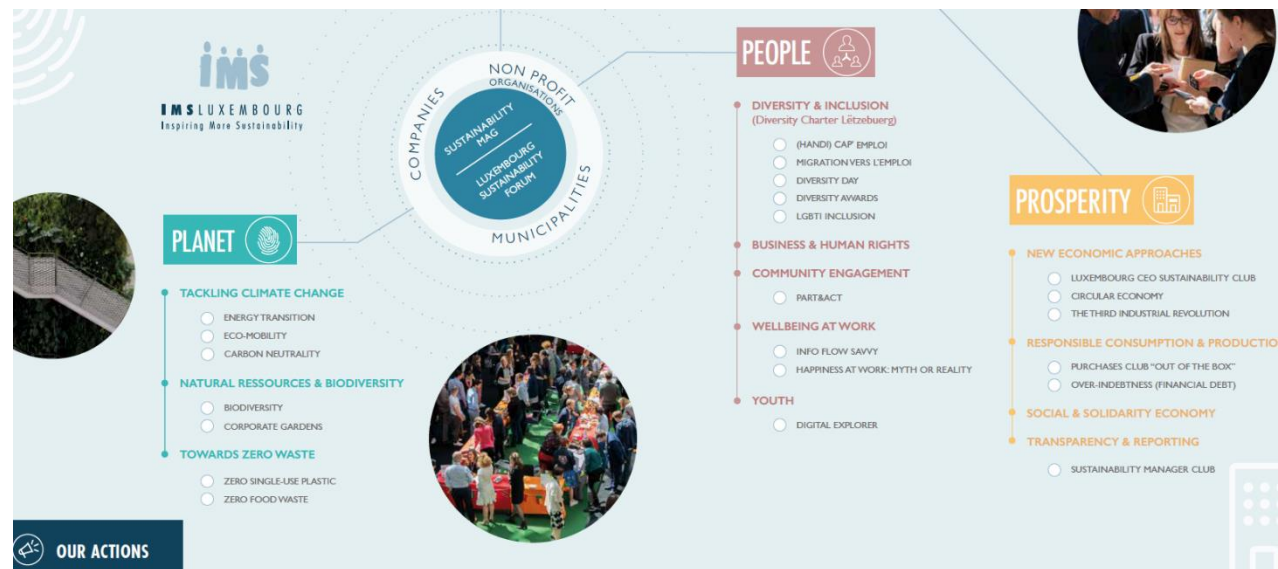 iMS
IMS LUXEMBOURG
Inspiring More Sustainability
COMPANIES
NON PROFIT
ORGANISATIONS
MUNICIPALITIES
SUSTAINABILITY
MAG
LUXEMBOURG
SUSTAINABILITY
FORUM
PLANET
TACKLING CLIMATE CHANGE
ENERGY TRANSITION
ECO-MOBILITY
CARBON NEUTRALITY
NATURAL RESSOURCES & BIODIVERSITY
BIODIVERSITY
CORPORATE GARDENS
TOWARDS ZERO WASTE
ZERO SINGLE-USE PLASTIC
ZERO FOOD WASTE
PEOPLE
DIVERSITY & INCLUSION
(Diversity Charter Lëtzebuerg)
(HANDI) CAP' EMPLOI
MIGRATION VERS L'EMPLOI
DIVERSITY DAY
DIVERSITY AWARDS
LGBTI INCLUSION
BUSINESS & HUMAN RIGHTS
COMMUNITY ENGAGEMENT
PART&ACT
WELLBEING AT WORK
INFO FLOW SAVVY
HAPPINESS AT WORK: MYTH OR REALITY
YOUTH
DIGITAL EXPLORER
PROSPERITY
NEW ECONOMIC APPROACHES
LUXEMBOURG CEO SUSTAINABILITY CLUB
CIRCULAR ECONOMY
THE THIRD INDUSTRIAL REVOLUTION
RESPONSIBLE CONSUMPTION & PRODUCTIO
PURCHASES CLUB "OUT OF THE BOX"
OVER-INDEBTNESS (FINANCIAL DEBT)
SOCIAL & SOLIDARITY ECONOMY
TRANSPARENCY & REPORTING
SUSTAINABILITY MANAGER CLUB
OUR ACTIONS